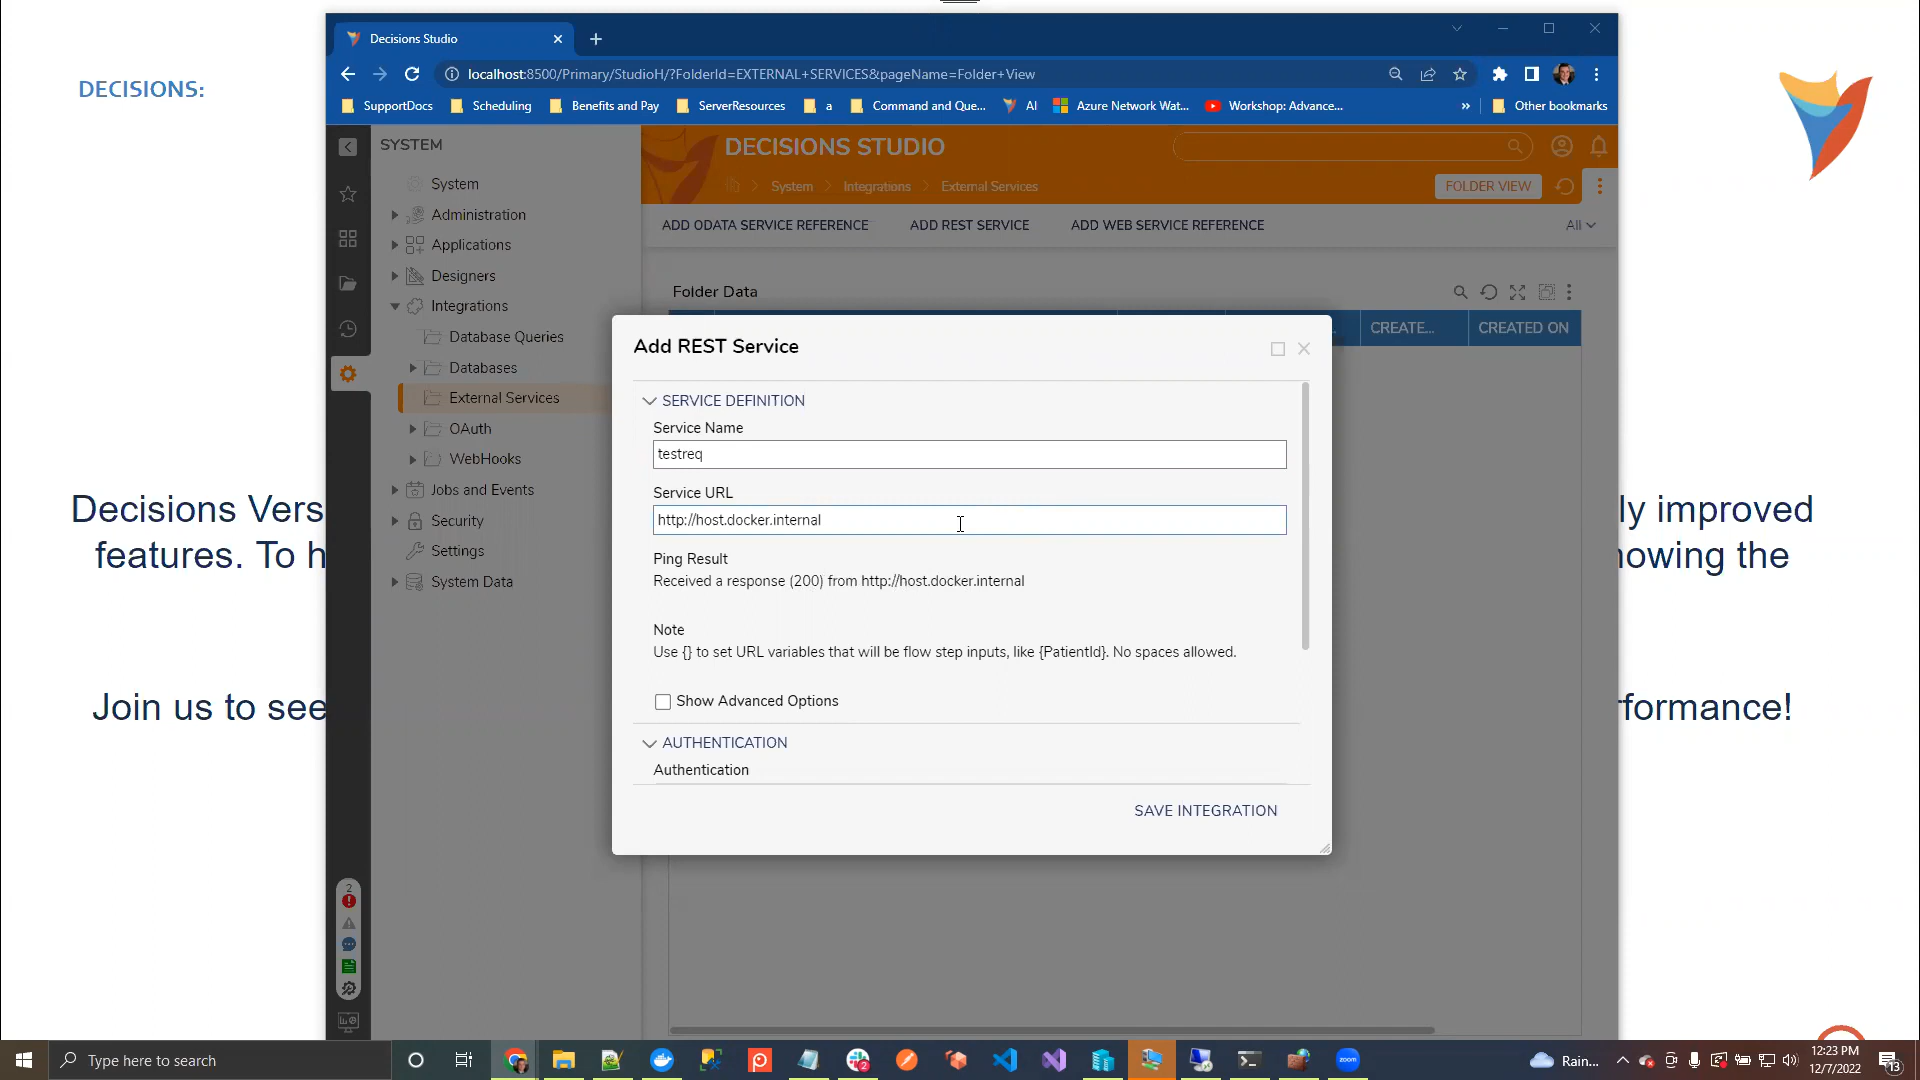 Decisions Studio
localhost:8500/Primary/StudioH/?FolderId=EXTERNAL+SERVICES&pageName=Folder+View
SupportDocs
Scheduling
Benefits and Pay
ServerResources
a
Command and Que...
AI
Azure Network Wat...
Workshop: Advance...
»
Other bookmarks
DECISIONS:
SYSTEM
System
Administration
Applications
Designers
Integrations
Database Queries
Databases
External Services
OAuth
WebHooks
Jobs and Events
Security
Settings
System Data
2
DECISIONS STUDIO
System > Integrations > External Services
FOLDER VIEW
ADD ODATA SERVICE REFERENCE
ADD REST SERVICE
ADD WEB SERVICE REFERENCE
All
Folder Data
CREATE...
CREATED ON
Add REST Service
SERVICE DEFINITION
Service Name
testreq
Service URL
http://host.docker.internal
Ping Result
Received a response (200) from http://host.docker.internal
Note
Use {} to set URL variables that will be flow step inputs, like {PatientId}. No spaces allowed.
Show Advanced Options
AUTHENTICATION
Authentication
SAVE INTEGRATION
Decisions Vers
ly improved
features. To h
nowing the
Join us to see
rformance!
Type here to search
2
zoom
Rain...
12:23 PM
12/7/2022
13